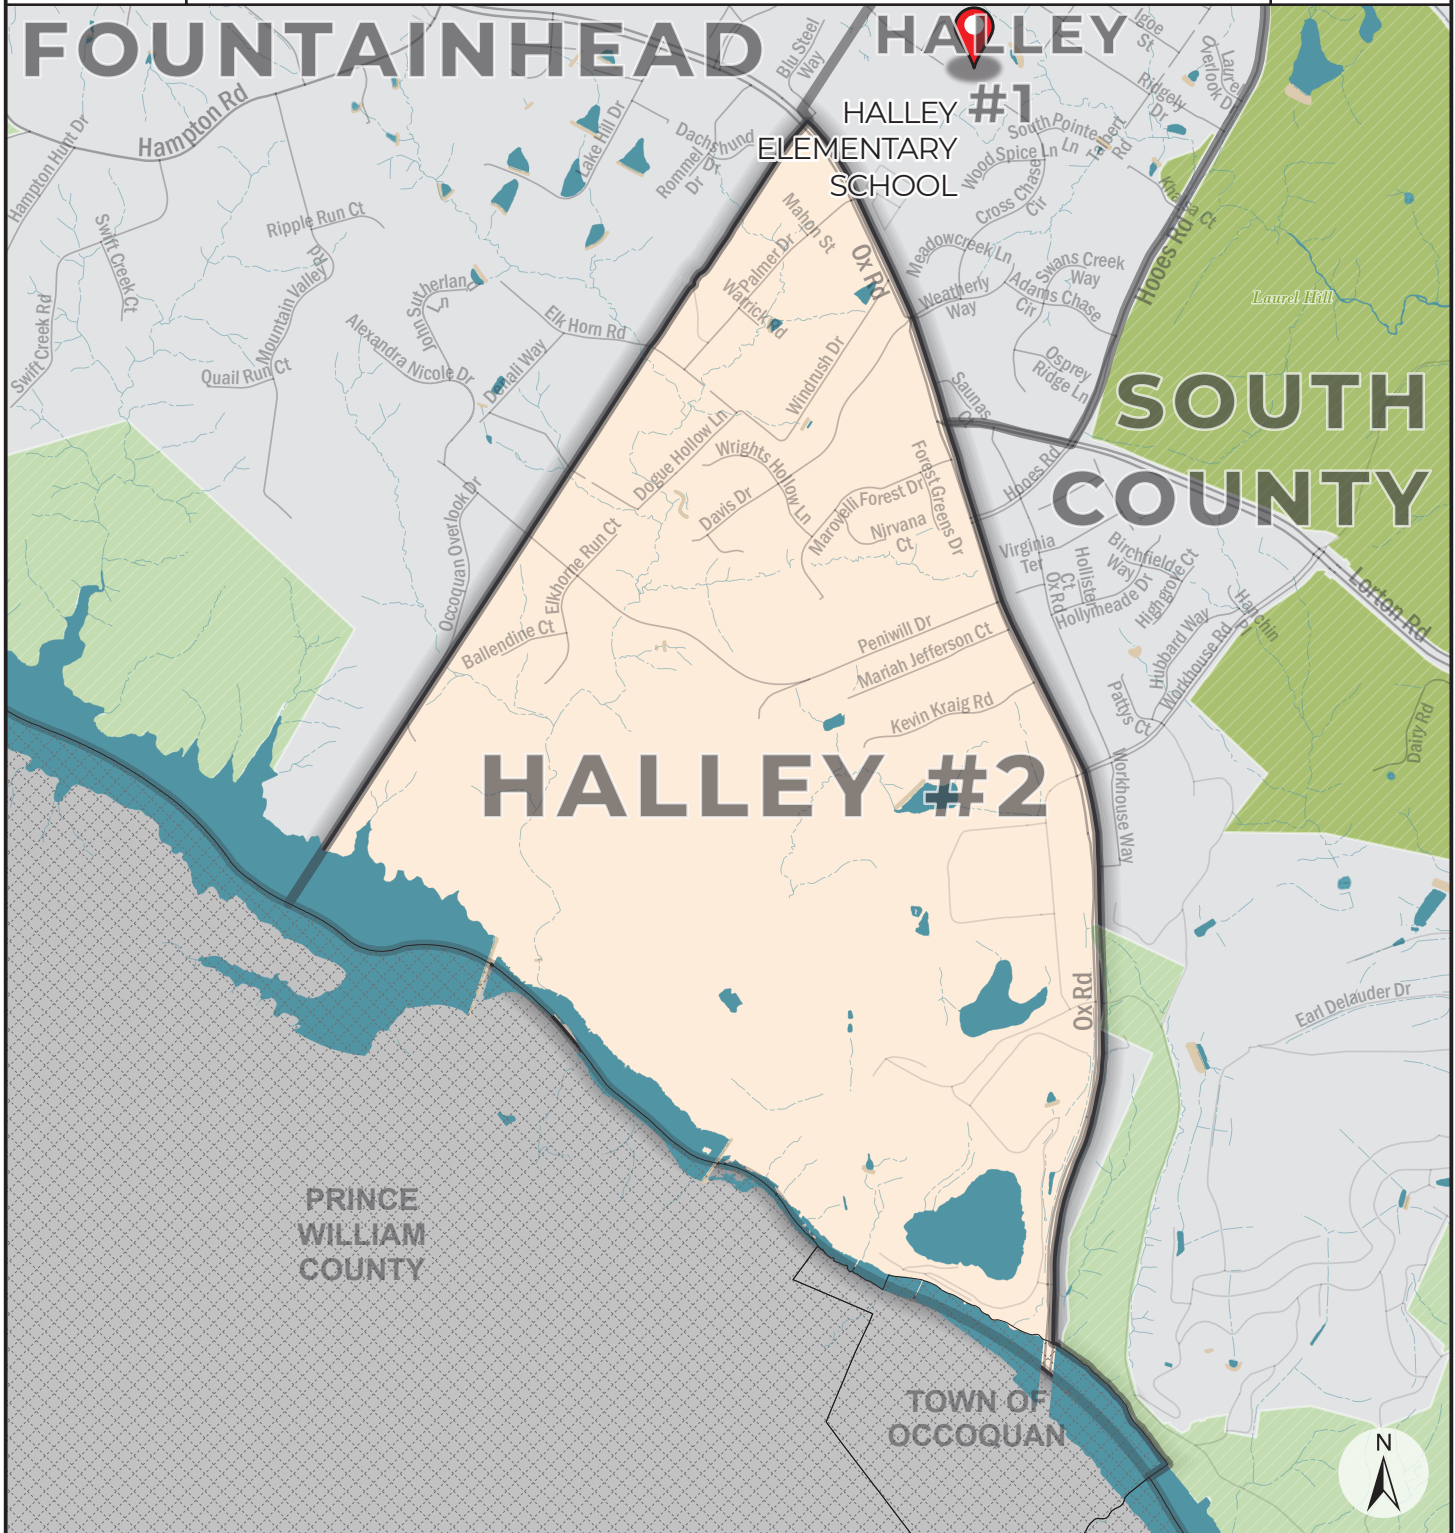 FOUNTAINHEAD
HALLEY
#1
HALLEY
ELEMENTARY
SCHOOL
Blu Steel
Way
Igoe
St
Laurel
Overlook Dr
Ridgely
Dr
Hampton Rd
Hampton Hunt Dr
Lake Hill Dr
Dachshund
Dr
Rommel
Dr
South Pointe
Ln
Talbert
Rd
Wood Spice Ln
Cross Chase
Cir
Ripple Run Ct
Swift Creek Ct
Mountain Valley
Rd
Mahon St
Palmer Dr
Warrick Rd
Ox Rd
Meadowcreek Ln
Swans Creek
Way
Weatherly
Way
Adams Chase
Cir
Hooes Rd
Laurel Hill
Swift Creek Rd
Alexandra Nicole Dr
Elk Horn Rd
Denali Way
Quail Run Ct
Windrush Dr
Osprey
Ridge Ln
Saunas
Ct
SOUTH
COUNTY
Dogue Hollow Ln
Wrights Hollow Ln
Davis Dr
Marovelli
Forest Dr
Forest Greens Dr
Nirvana
Ct
Hooes Rd
Occoquan Overlook Dr
Elkhorne Run Ct
Ballendine Ct
Virginia
Ter
Ox Rd
Hollister
Ct
Birchfield
Way
Hollymeade Dr
Highgrove Ct
Lorton Rd
Hanchin
Pl
Hubbard Way
Workhouse Rd
Pattys Ct
Peniwill Dr
Mariah Jefferson Ct
Kevin Kraig Rd
Dairy Rd
HALLEY #2
Workhouse Way
Ox Rd
Earl Delauder Dr
PRINCE
WILLIAM
COUNTY
TOWN OF
OCCOQUAN
N